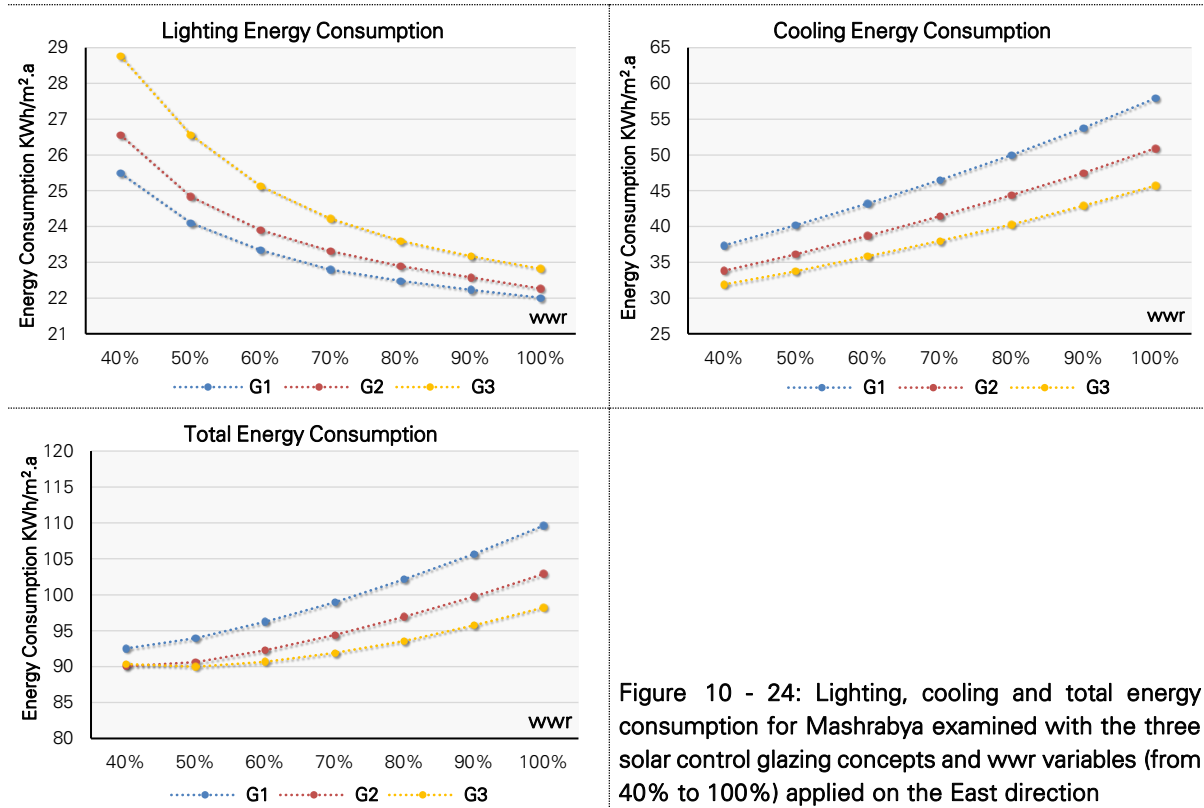 Lighting Energy Consumption
Energy Consumption KWh/m².a
29
28
27
26
25
24
23
22
21
wwr
40% 50% 60% 70% 80% 90% 100%
G1 G2 G3
Cooling Energy Consumption
Energy Consumption KWh/m².a
65
60
55
50
45
40
35
30
25
wwr
40% 50% 60% 70% 80% 90% 100%
G1 G2 G3
Total Energy Consumption
Energy Consumption KWh/m².a
120
115
110
105
100
95
90
85
80
wwr
40% 50% 60% 70% 80% 90% 100%
G1 G2 G3
Figure 10 - 24: Lighting, cooling and total energy
consumption for Mashrabya examined with the three
solar control glazing concepts and wwr variables (from
40% to 100%) applied on the East direction